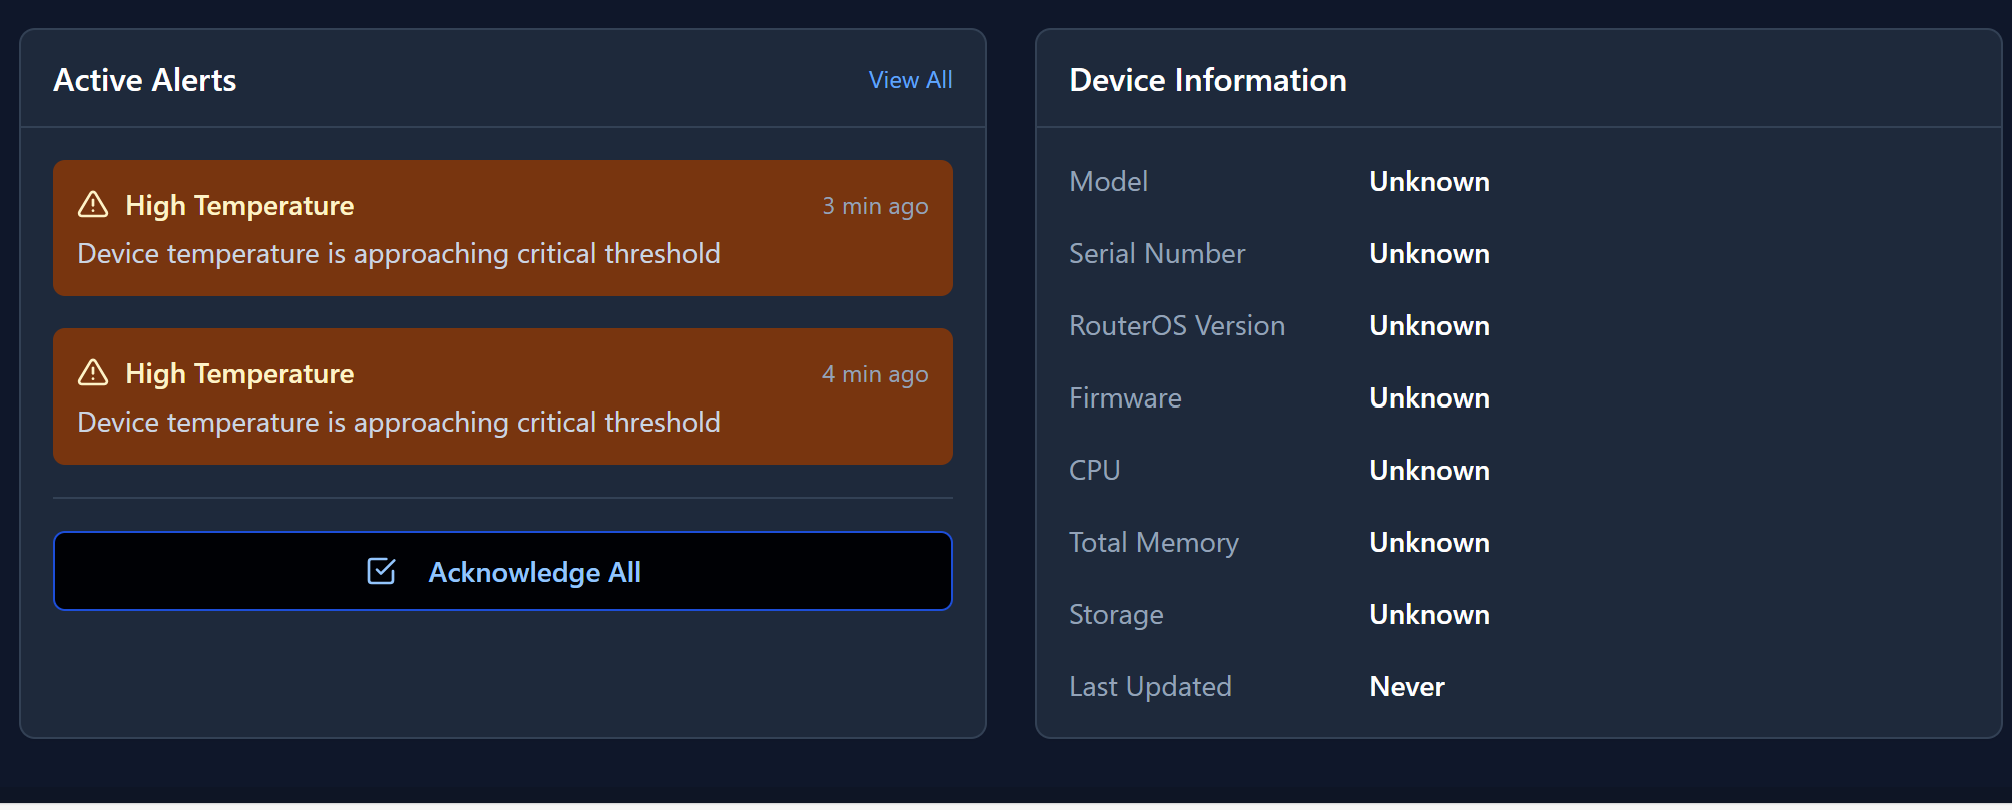 Active Alerts
View All
High Temperature
3 min ago
Device temperature is approaching critical threshold
High Temperature
4 min ago
Device temperature is approaching critical threshold
Acknowledge All
Device Information
Model Unknown
Serial Number Unknown
RouterOS Version Unknown
Firmware Unknown
CPU Unknown
Total Memory Unknown
Storage Unknown
Last Updated Never